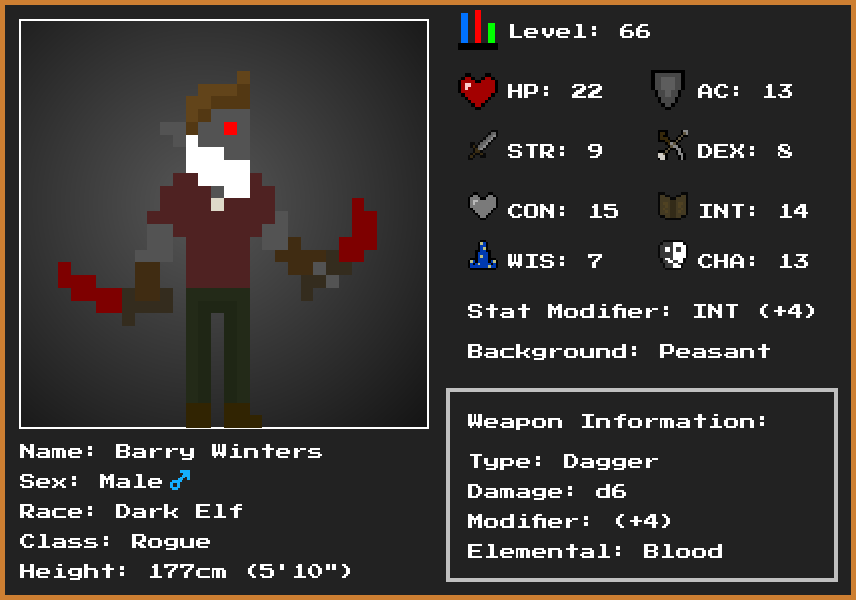 Level: 66
HP: 22
AC: 13
STR: 9
DEX: 8
CON: 15
INT: 14
WIS: 7
CHA: 13
Stat Modifier: INT (+4)
Background: Peasant
Weapon Information:
Type: Dagger
Damage: d6
Modifier: (+4)
Elemental: Blood
Name: Barry Winters
Sex: Male♂
Race: Dark Elf
Class: Rogue
Height: 177cm (5'10")